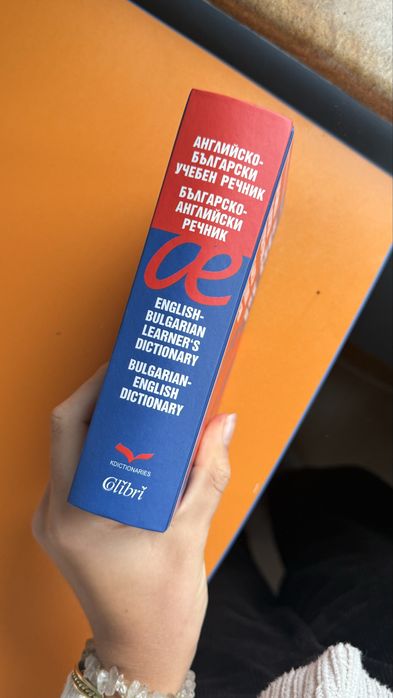 АНГЛИЙСКО-
БЪЛГАРСКИ
УЧЕБЕН РЕЧНИК
БЪЛГАРСКО-
АНГЛИЙСКИ
РЕЧНИК
æ
ENGLISH-
BULGARIAN
LEARNER'S
DICTIONARY
BULGARIAN-
ENGLISH
DICTIONARY
KDICTIONARIES
Colibri